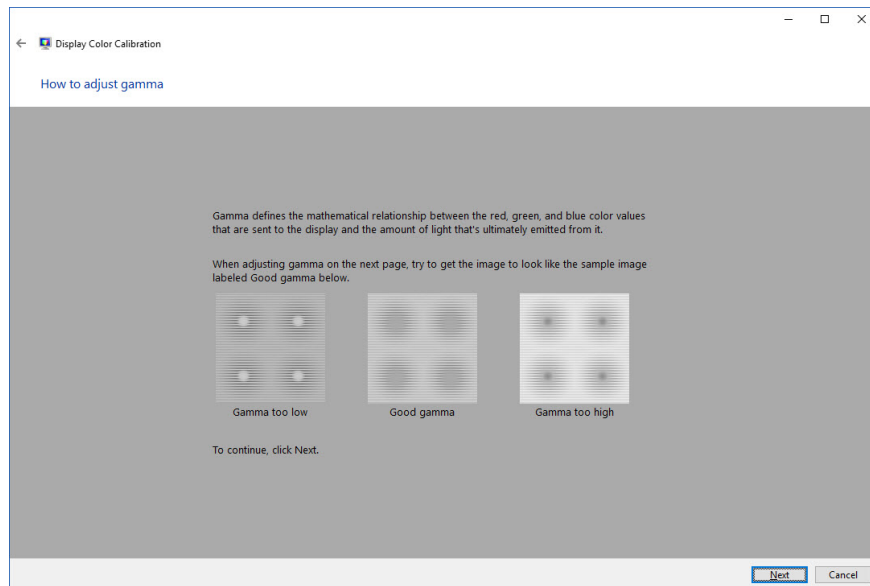 Display Color Calibration
How to adjust gamma
Gamma defines the mathematical relationship between the red, green, and blue color values
that are sent to the display and the amount of light that's ultimately emitted from it.
When adjusting gamma on the next page, try to get the image to look like the sample image
labeled Good gamma below.
Gamma too low
Good gamma
Gamma too high
To continue, click Next.
Next
Cancel